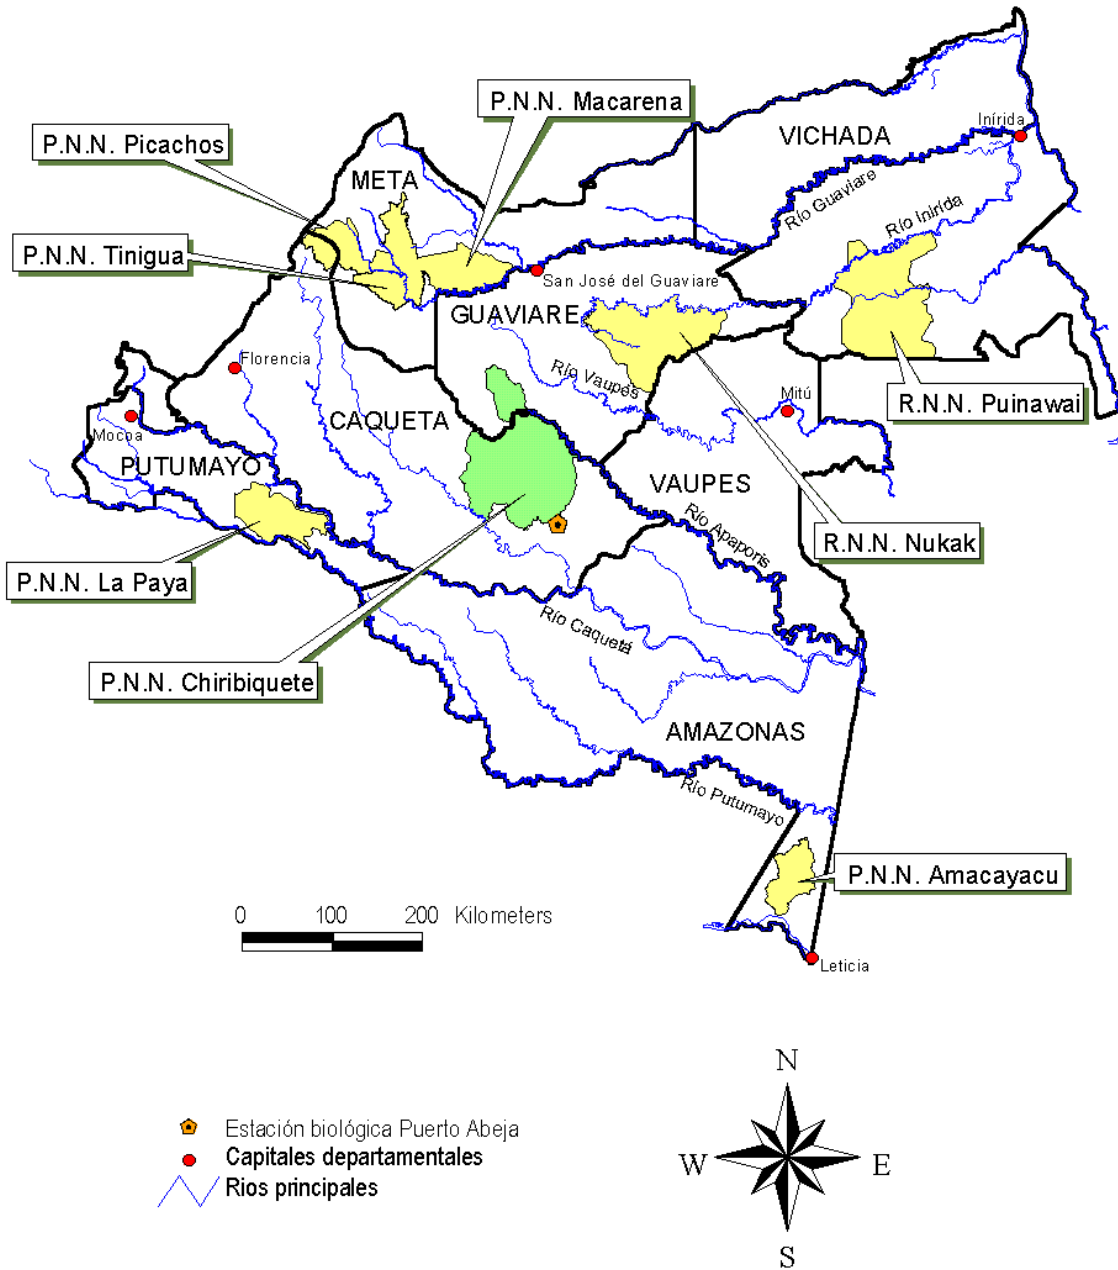 P.N.N. Macarena
VICHADA
Inírida
P.N.N. Picachos
META
Río Guaviare
Río Inírida
P.N.N. Tinigua
San José del Guaviare
GUAVIARE
Florencia
Río Vaupés
Mitú
R.N.N. Puinawai
CAQUETA
Mocoa
PUTUMAYO
VAUPES
Río Apaporis
R.N.N. Nukak
P.N.N. La Paya
Río Caquetá
P.N.N. Chiribiquete
AMAZONAS
Río Putumayo
P.N.N. Amacayacu
0 100 200 Kilometers
Leticia
N
Estación biológica Puerto Abeja
Capitales departamentales
W E
Rios principales
S